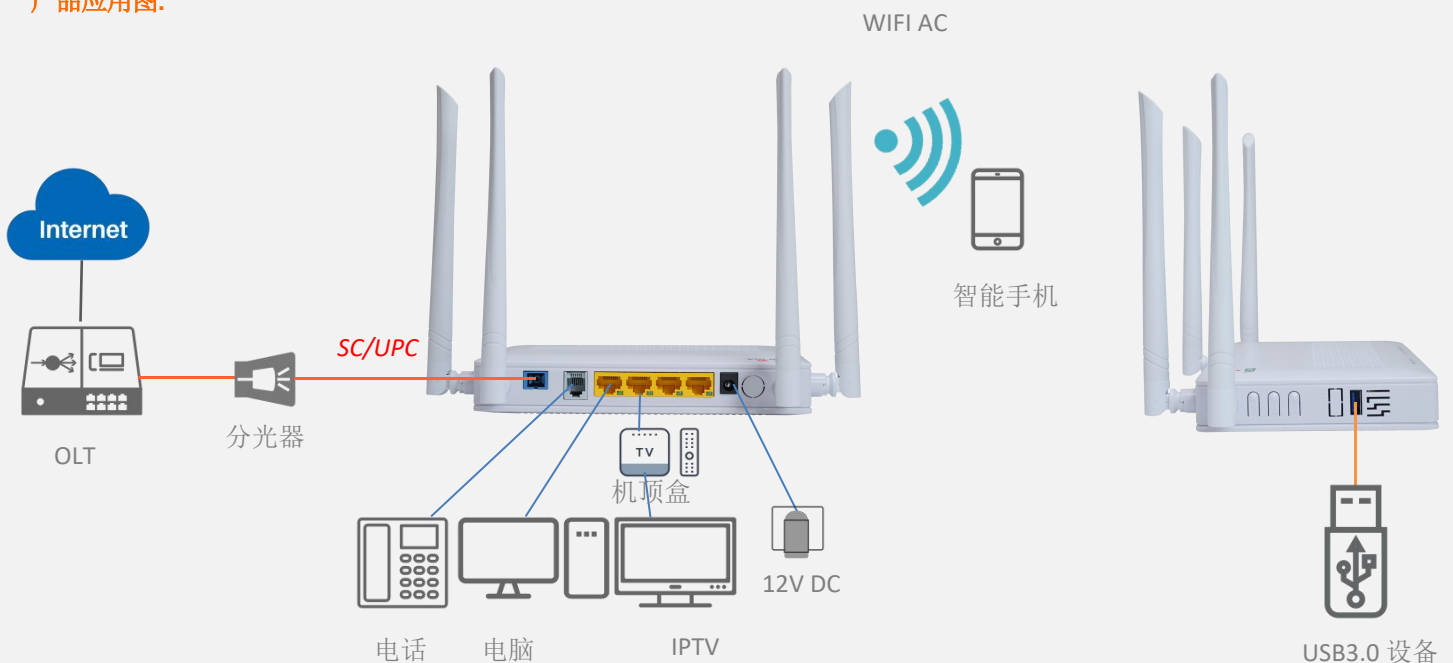 产品应用图:
WIFI AC
Internet
智能手机
SC/UPC
OLT
分光器
TV
机顶盒
12V DC
电话
电脑
IPTV
USB3.0 设备